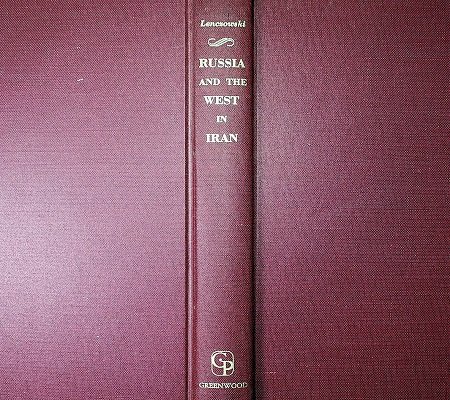 Lenczowski
RUSSIA
AND THE
WEST
IN
IRAN
GP
GREENWOOD